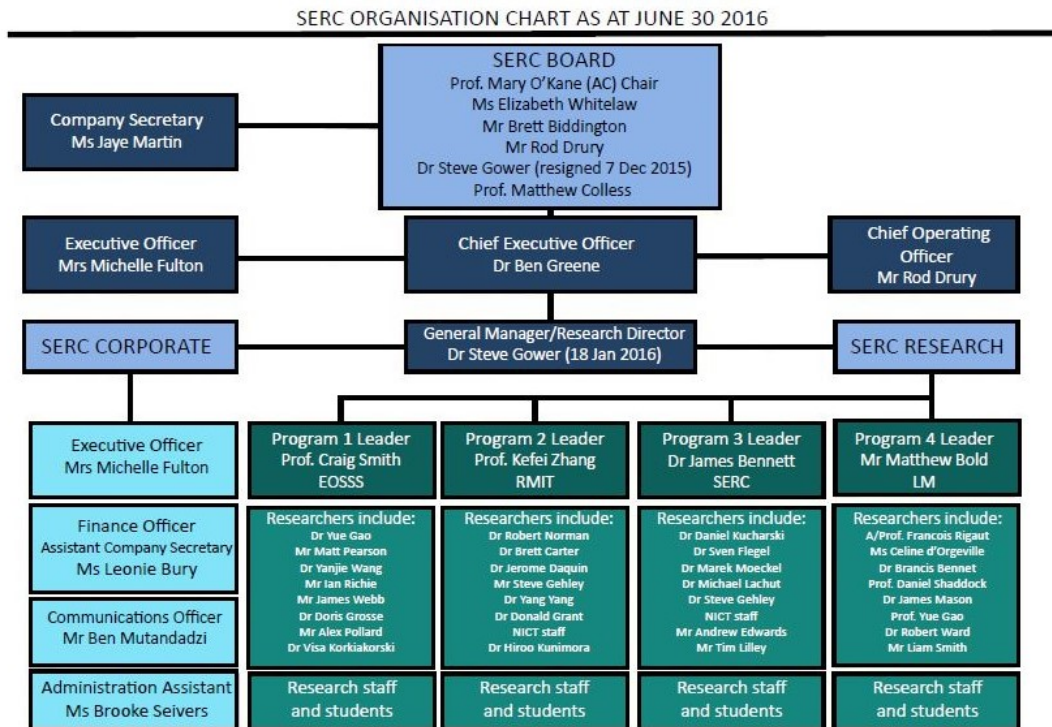 SERC ORGANISATION CHART AS AT JUNE 30 2016
SERC BOARD
Prof. Mary O'Kane (AC) Chair
Ms Elizabeth Whitelaw
Mr Brett Biddington
Mr Rod Drury
Dr Steve Gower (resigned 7 Dec 2015)
Prof. Matthew Colless
Company Secretary
Ms Jaye Martin
Executive Officer
Mrs Michelle Fulton
Chief Executive Officer
Dr Ben Greene
Chief Operating
Officer
Mr Rod Drury
SERC CORPORATE
General Manager/Research Director
Dr Steve Gower (18 Jan 2016)
SERC RESEARCH
Executive Officer
Mrs Michelle Fulton
Program 1 Leader
Prof. Craig Smith
EOSSS
Program 2 Leader
Prof. Kefei Zhang
RMIT
Program 3 Leader
Dr James Bennett
SERC
Program 4 Leader
Mr Matthew Bold
LM
Finance Officer
Assistant Company Secretary
Ms Leonie Bury
Communications Officer
Mr Ben Mutandadzi
Administration Assistant
Ms Brooke Seivers
Researchers include:
Dr Yue Gao
Mr Matt Pearson
Dr Yanjie Wang
Mr Ian Richie
Mr James Webb
Dr Doris Grosse
Mr Alex Pollard
Dr Visa Korkiakorski
Research staff
and students
Researchers include:
Dr Robert Norman
Dr Brett Carter
Dr Jerome Daquin
Mr Steve Gehley
Dr Yang Yang
Dr Donald Grant
NICT staff
Dr Hiroo Kunimora
Research staff
and students
Researchers include:
Dr Daniel Kucharski
Dr Sven Flegel
Dr Marek Moeckel
Dr Michael Lachut
Dr Steve Gehley
NICT staff
Mr Andrew Edwards
Mr Tim Lilley
Research staff
and students
Researchers include:
A/Prof. Francois Rigaut
Ms Celine d'Orgeville
Dr Brancis Bennet
Prof. Daniel Shaddock
Dr James Mason
Prof. Yue Gao
Dr Robert Ward
Mr Liam Smith
Research staff
and students